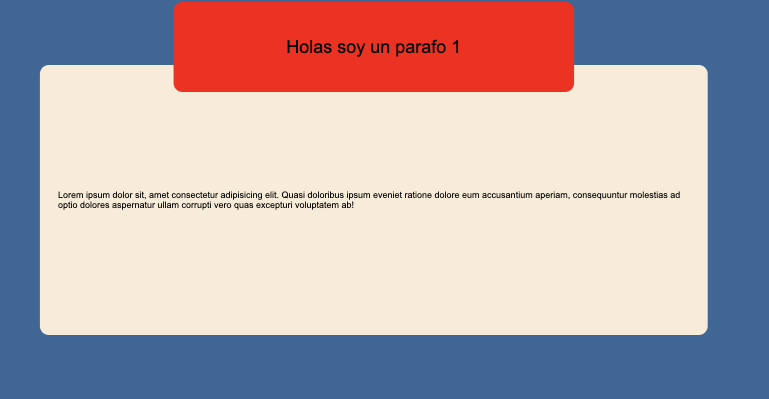 Holas soy un parafo 1
Lorem ipsum dolor sit, amet consectetur adipisicing elit. Quasi doloribus ipsum eveniet ratione dolore eum accusantium aperiam, consequuntur molestias ad
optio dolores aspernatur ullam corrupti vero quas excepturi voluptatem ab!